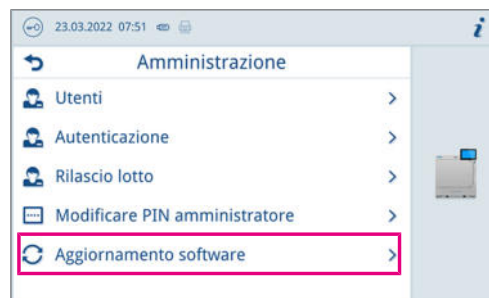 23.03.2022 07:51
i
Amministrazione
Utenti
Autenticazione
Rilascio lotto
Modificare PIN amministratore
Aggiornamento software